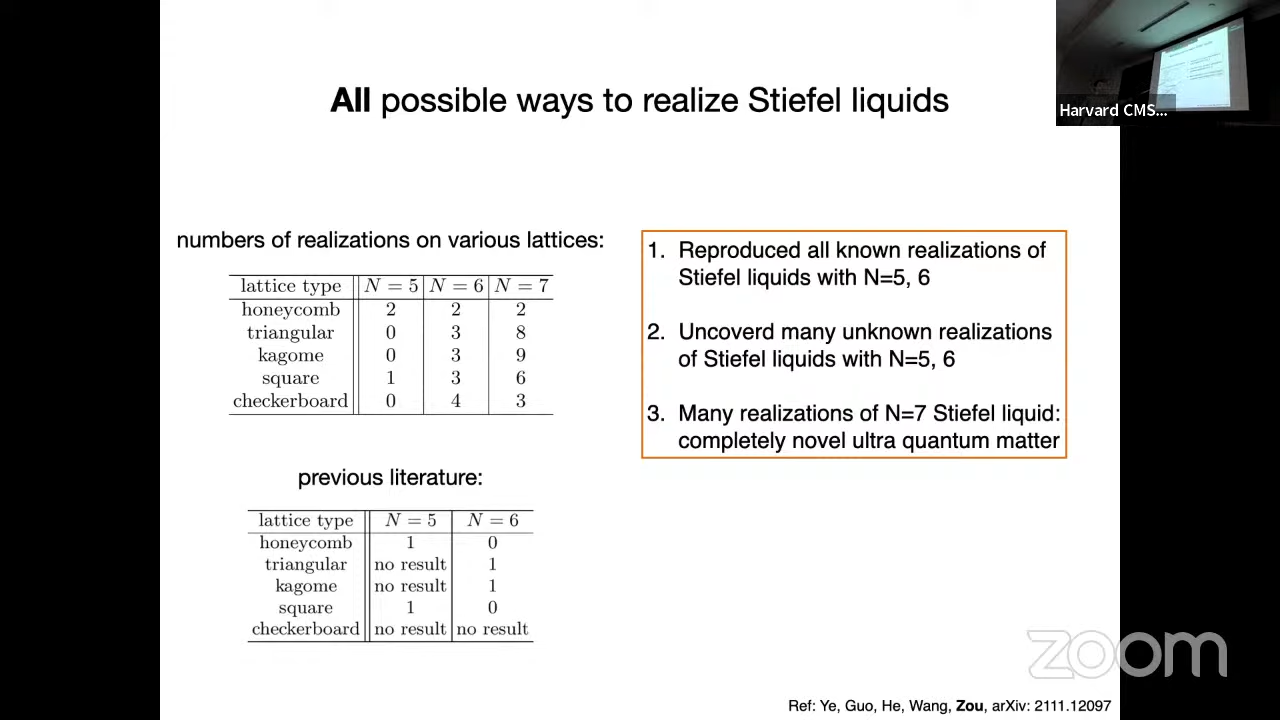 All possible ways to realize Stiefel liquids
Harvard CMS...
numbers of realizations on various lattices:
lattice type N = 5 N = 6 N = 7
honeycomb 2 2 2
triangular 0 3 8
kagome 0 3 9
square 1 3 6
checkerboard 0 4 3
previous literature:
lattice type N = 5 N = 6
honeycomb 1 0
triangular no result 1
kagome no result 1
square 1 0
checkerboard no result no result
1. Reproduced all known realizations of
Stiefel liquids with N=5, 6
2. Uncoverd many unknown realizations
of Stiefel liquids with N=5, 6
3. Many realizations of N=7 Stiefel liquid:
completely novel ultra quantum matter
zoom
Ref: Ye, Guo, He, Wang, Zou, arXiv: 2111.12097